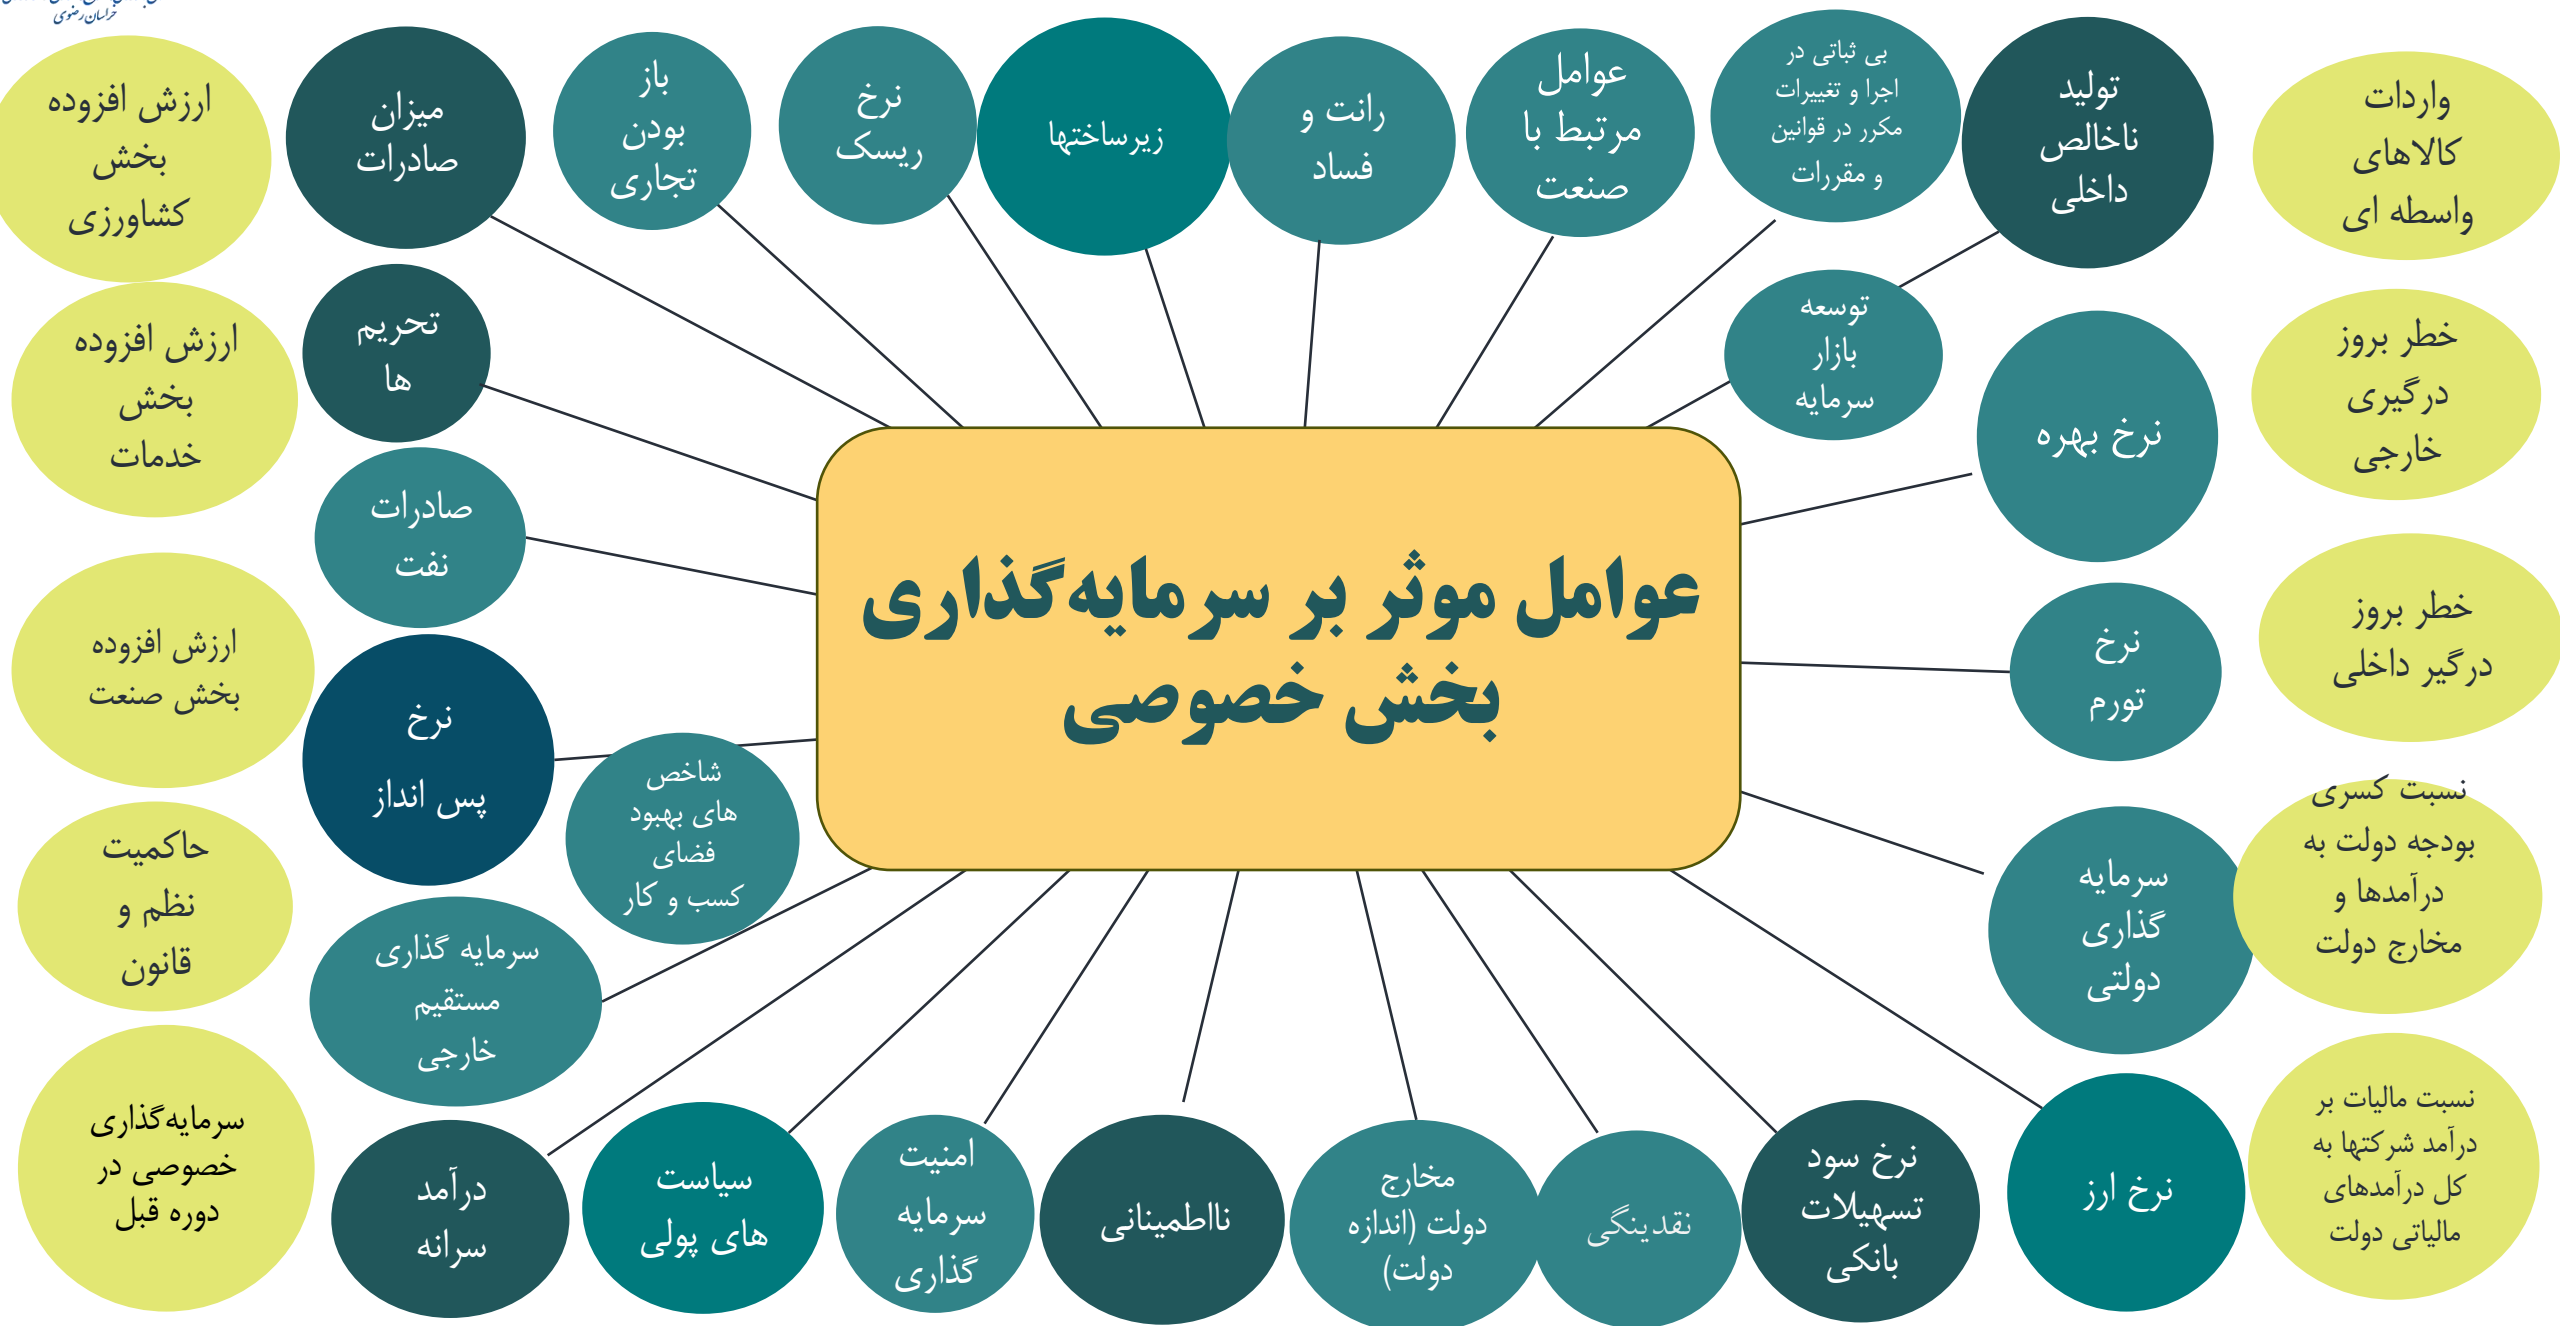 خراسان رضوی
عوامل موثر بر سرمایه‌گذاری
بخش خصوصی
واردات
کالاهای
واسطه ای
تولید
ناخالص
داخلی
بی ثباتی در
اجرا و تغییرات
مکرر در قوانین
و مقررات
عوامل
مرتبط با
صنعت
رانت و
فساد
زیرساختها
نرخ
ریسک
باز
بودن
تجاری
میزان
صادرات
ارزش افزوده
بخش
کشاورزی
خطر بروز
درگیری
خارجی
نرخ بهره
توسعه
بازار
سرمایه
تحریم
ها
ارزش افزوده
بخش
خدمات
صادرات
نفت
خطر بروز
درگیر داخلی
نرخ
تورم
ارزش افزوده
بخش صنعت
نرخ
پس انداز
شاخص
های بهبود
فضای
کسب و کار
نسبت کسری
بودجه دولت به
درآمدها و
مخارج دولت
سرمایه
گذاری
دولتی
حاکمیت
نظم و
قانون
سرمایه گذاری
مستقیم
خارجی
نسبت مالیات بر
درآمد شرکتها به
کل درآمدهای
مالیاتی دولت
نرخ ارز
نرخ سود
تسهیلات
بانکی
نقدینگی
مخارج
دولت (اندازه
دولت)
نااطمینانی
امنیت
سرمایه
گذاری
سیاست
های پولی
درآمد
سرانه
سرمایه‌گذاری
خصوصی در
دوره قبل